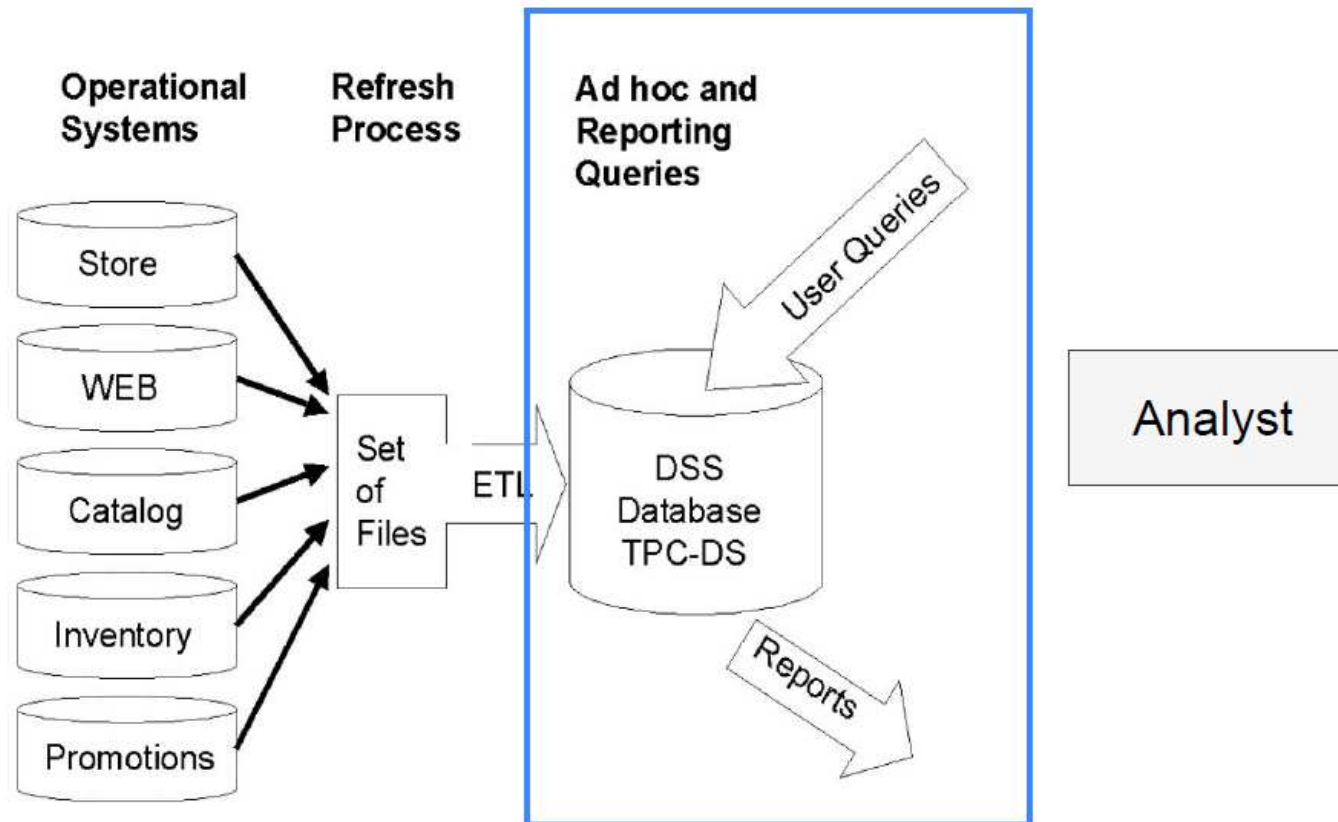 Operational
Systems
Refresh
Process
Ad hoc and
Reporting
Queries
Store
WEB
Catalog
Inventory
Promotions
Set
of
Files
ETL
User Queries
DSS
Database
TPC-DS
Reports
Analyst